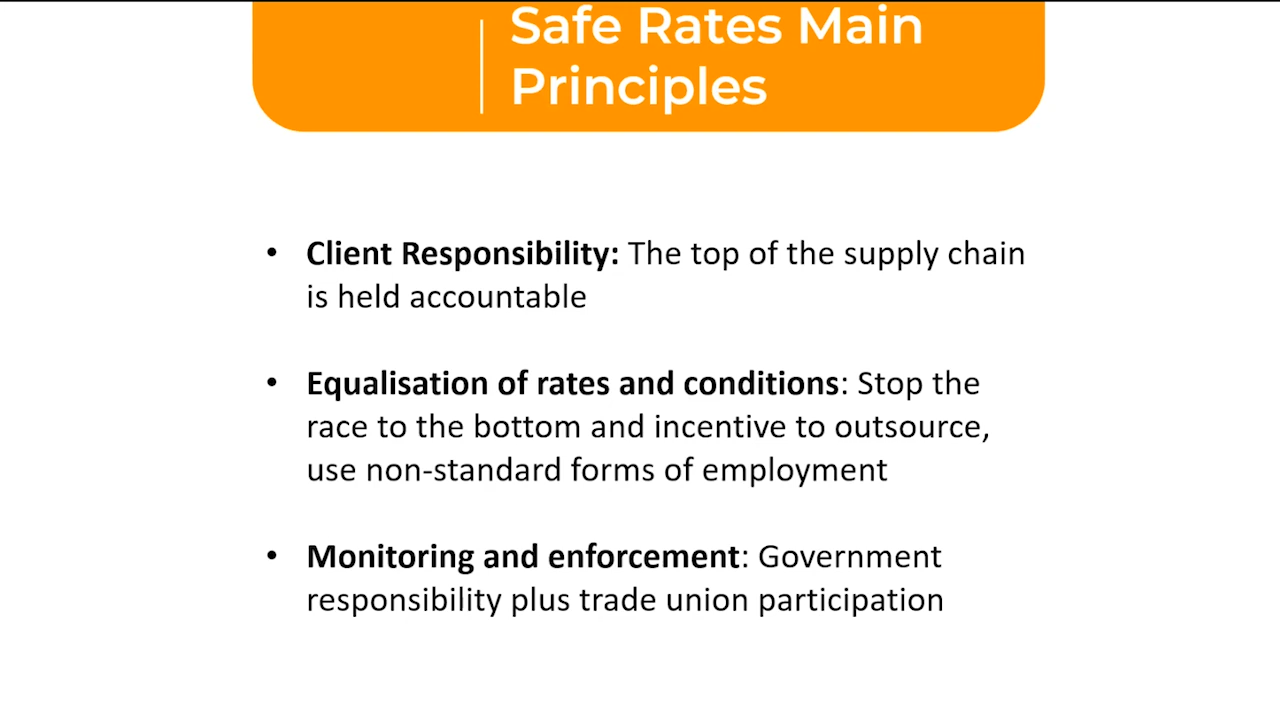 Safe Rates Main
Principles
• Client Responsibility: The top of the supply chain
is held accountable
• Equalisation of rates and conditions: Stop the
race to the bottom and incentive to outsource,
use non-standard forms of employment
• Monitoring and enforcement: Government
responsibility plus trade union participation